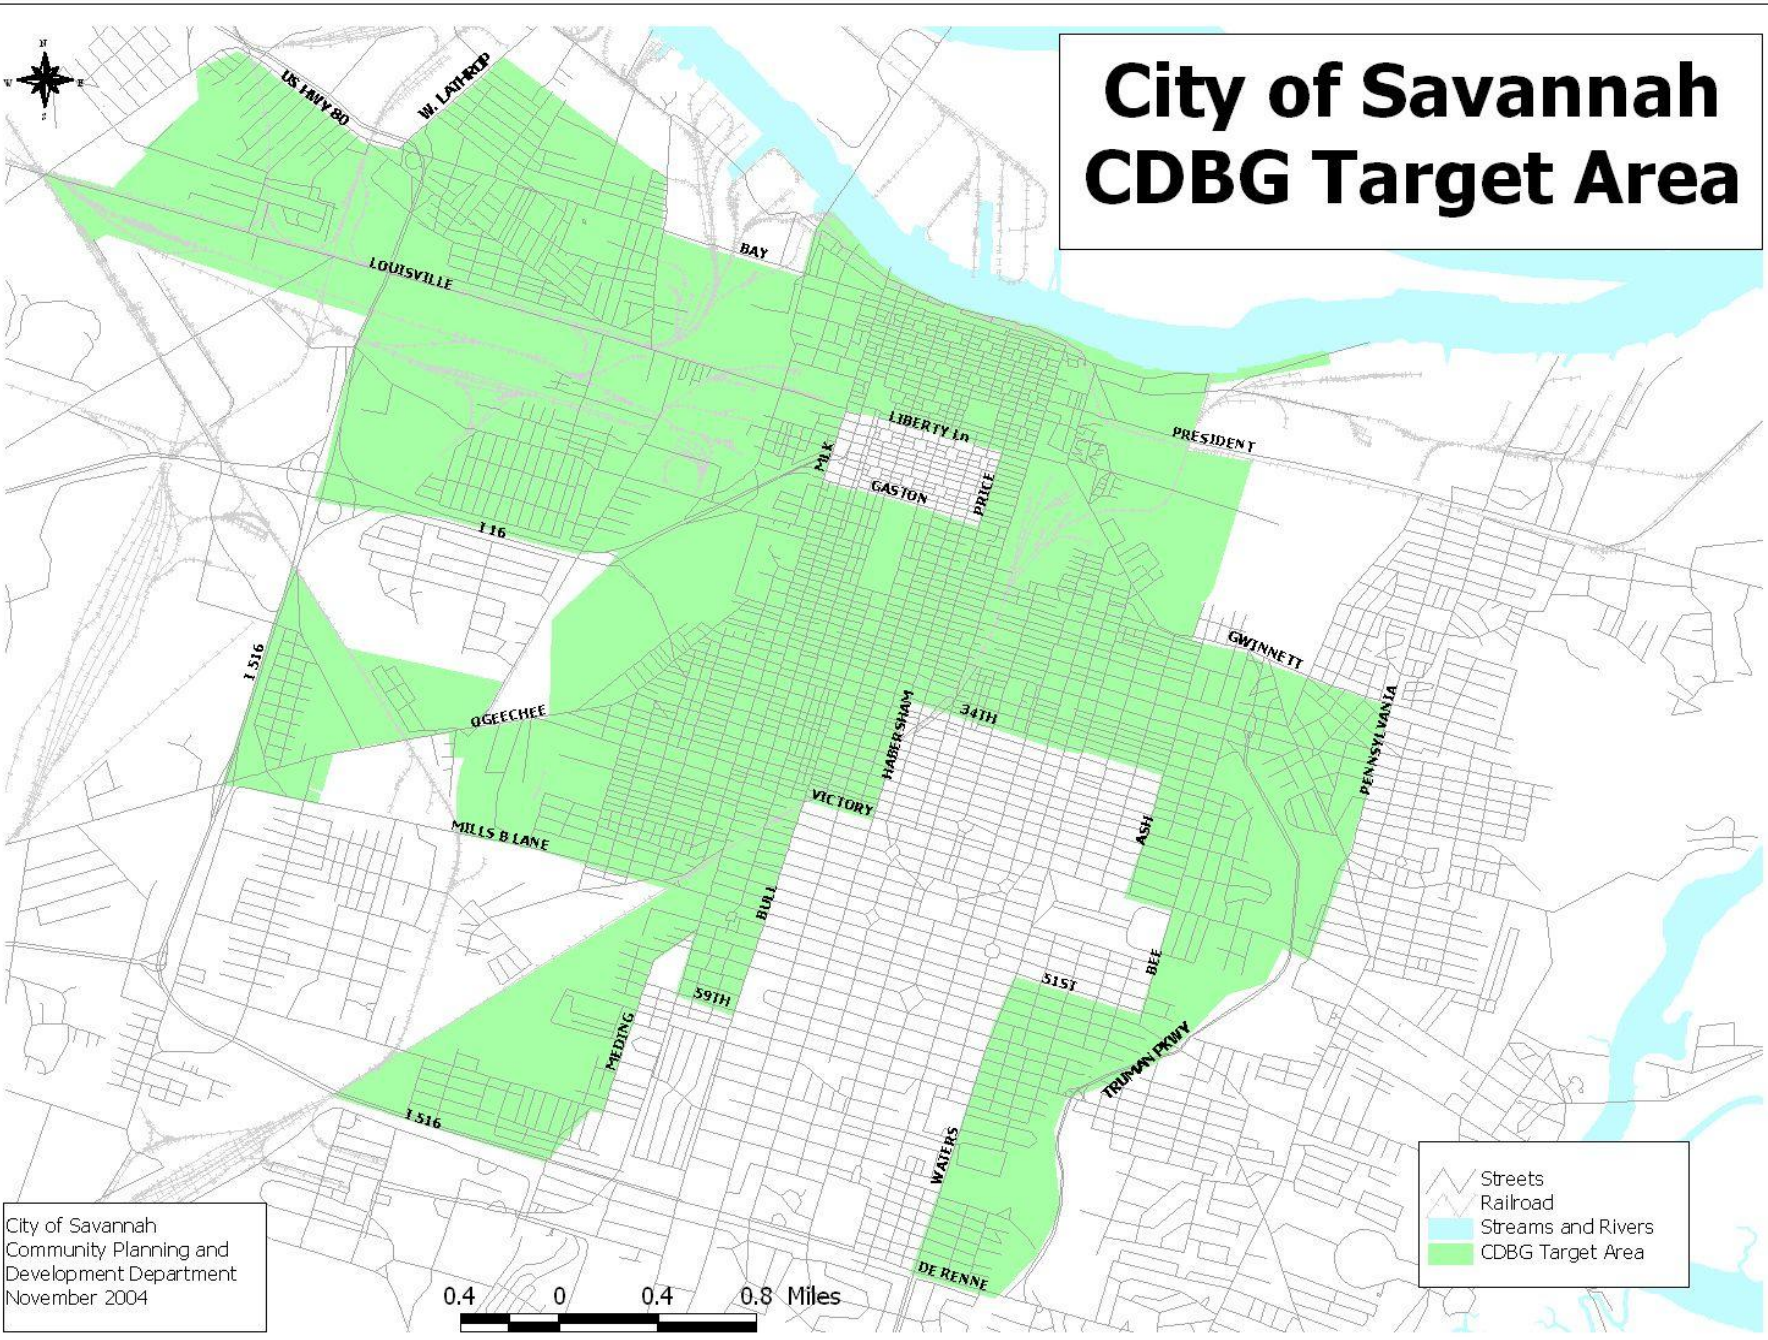 City of Savannah
CDBG Target Area
N
W
E
S
US HWY 80
W. LATHROP
BAY
LOUISVILLE
LIBERTY Ln
PRESIDENT
MLK
GASTON
PRICE
I 16
GWINNETT
I 516
OGEECHEE
HABERSHAM
34TH
PENNSYLVANIA
VICTORY
ASH
MILLS B LANE
BULL
BEE
51ST
59TH
MEDING
TRUMAN PKWY
I 516
WATERS
DE RENNE
Streets
Railroad
Streams and Rivers
CDBG Target Area
City of Savannah
Community Planning and
Development Department
November 2004
0.4 0 0.4 0.8 Miles